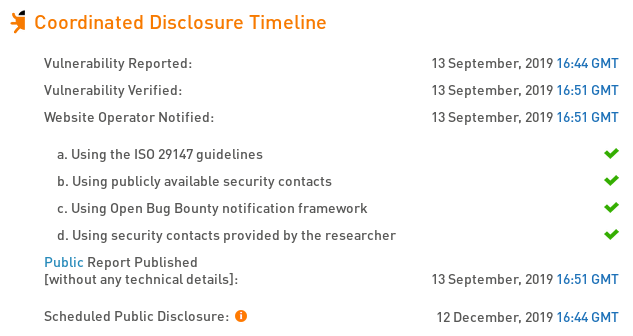 Coordinated Disclosure Timeline
Vulnerability Reported: 13 September, 2019 16:44 GMT
Vulnerability Verified: 13 September, 2019 16:51 GMT
Website Operator Notified: 13 September, 2019 16:51 GMT
a. Using the ISO 29147 guidelines
b. Using publicly available security contacts
c. Using Open Bug Bounty notification framework
d. Using security contacts provided by the researcher
Public Report Published
[without any technical details]: 13 September, 2019 16:51 GMT
Scheduled Public Disclosure: 12 December, 2019 16:44 GMT